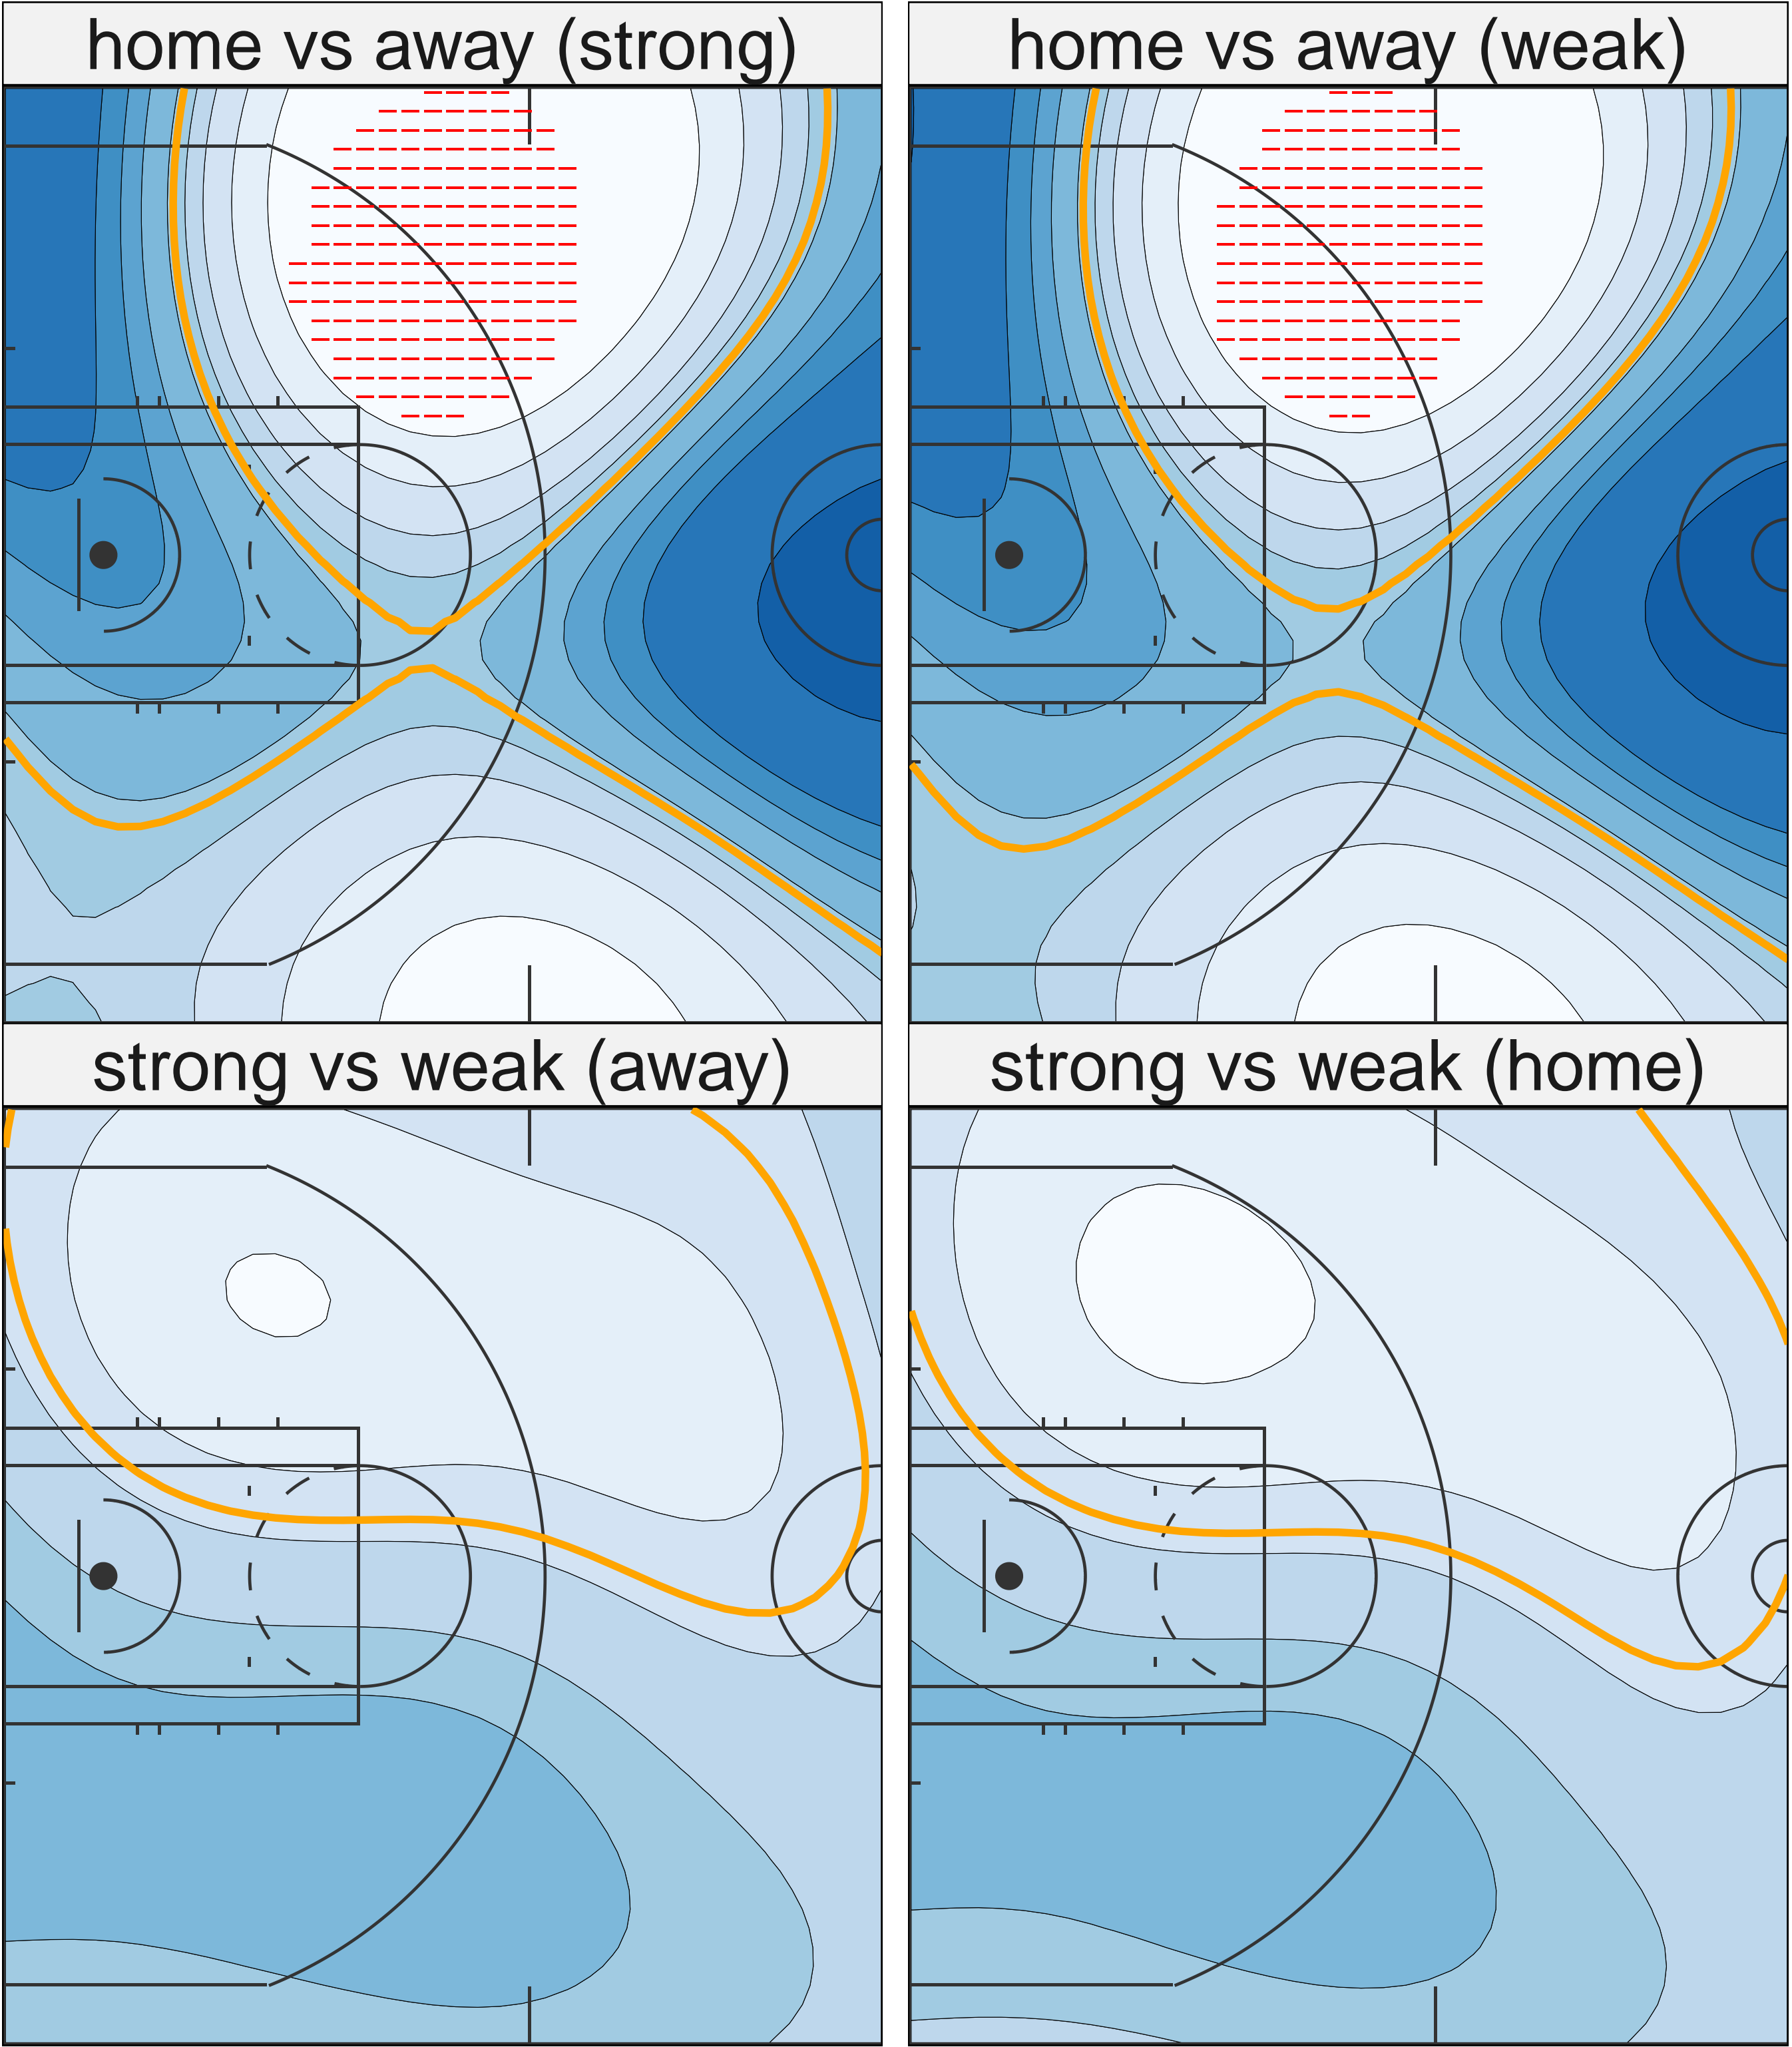 home vs away (strong)
home vs away (weak)
strong vs weak (away)
strong vs weak (home)